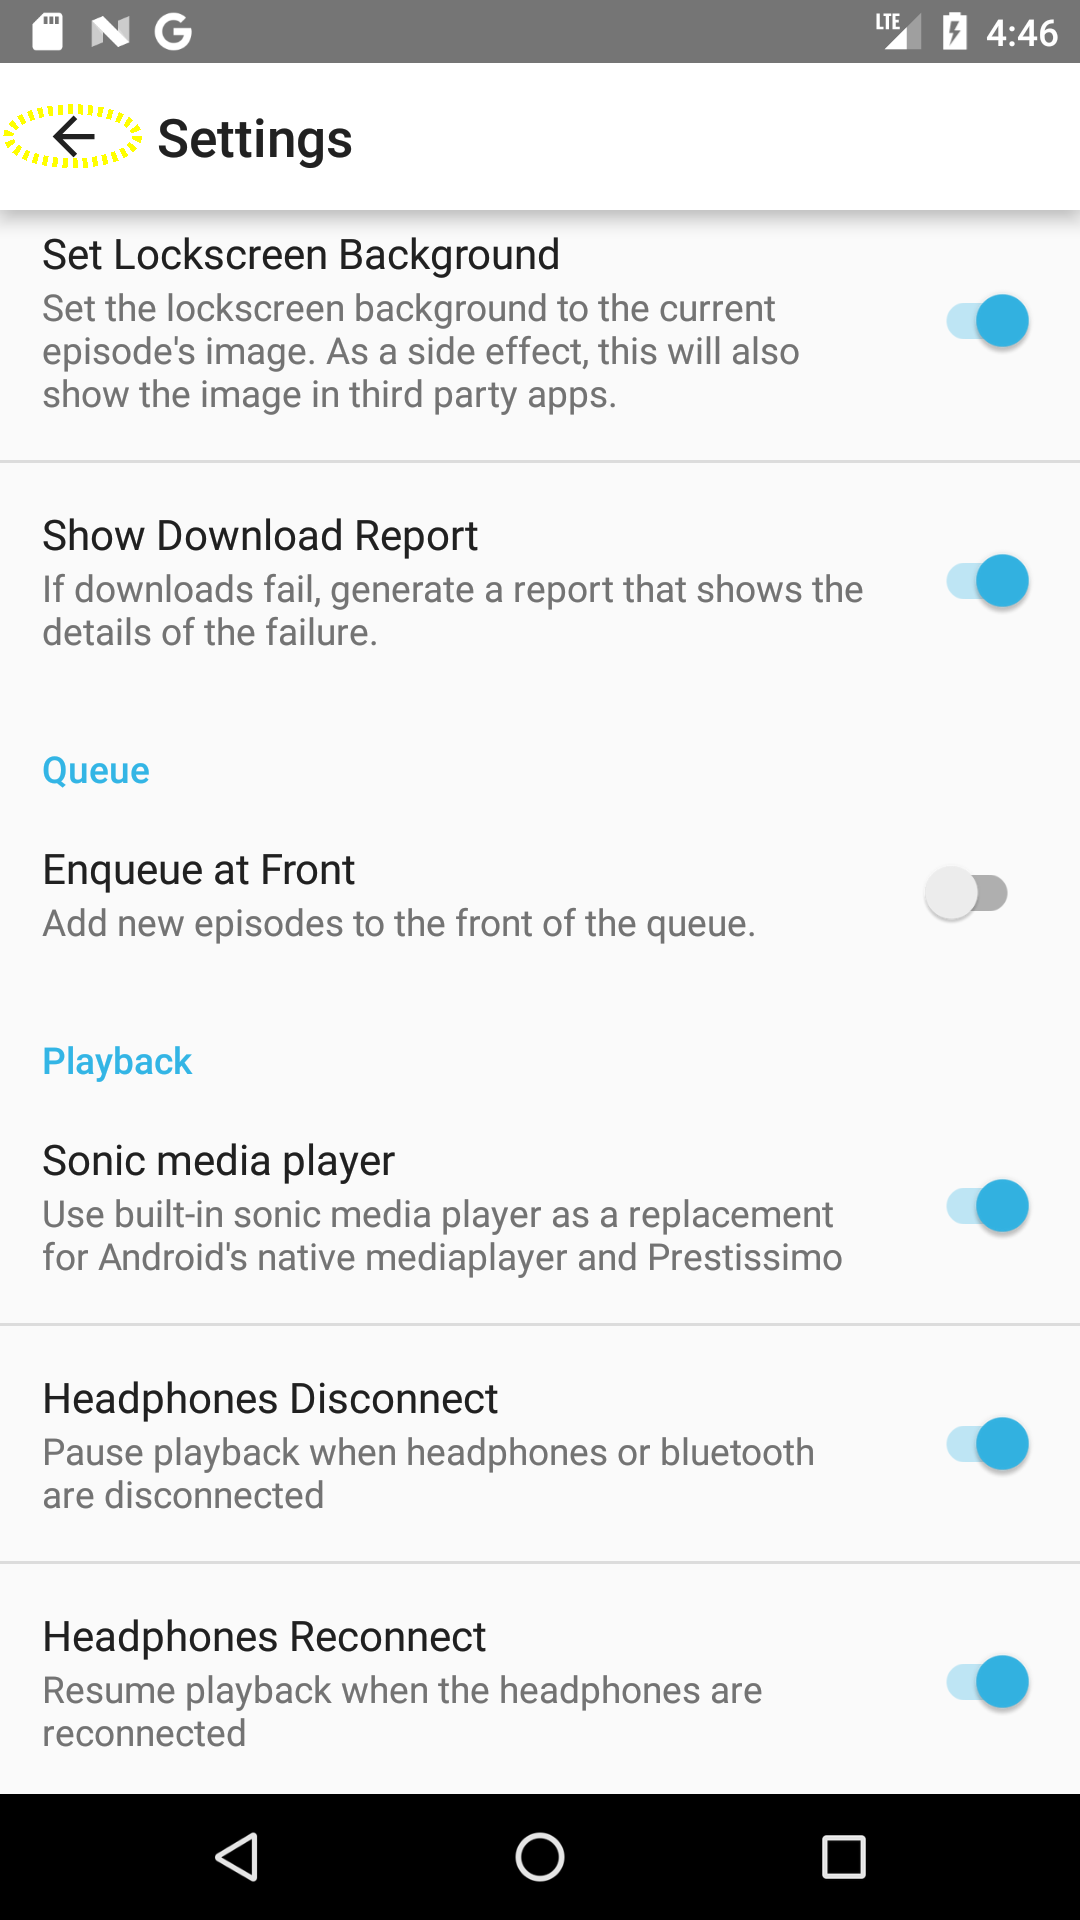 LTE 4:46
Settings
Set Lockscreen Background
Set the lockscreen background to the current
episode's image. As a side effect, this will also
show the image in third party apps.
Show Download Report
If downloads fail, generate a report that shows the
details of the failure.
Queue
Enqueue at Front
Add new episodes to the front of the queue.
Playback
Sonic media player
Use built-in sonic media player as a replacement
for Android's native mediaplayer and Prestissimo
Headphones Disconnect
Pause playback when headphones or bluetooth
are disconnected
Headphones Reconnect
Resume playback when the headphones are
reconnected